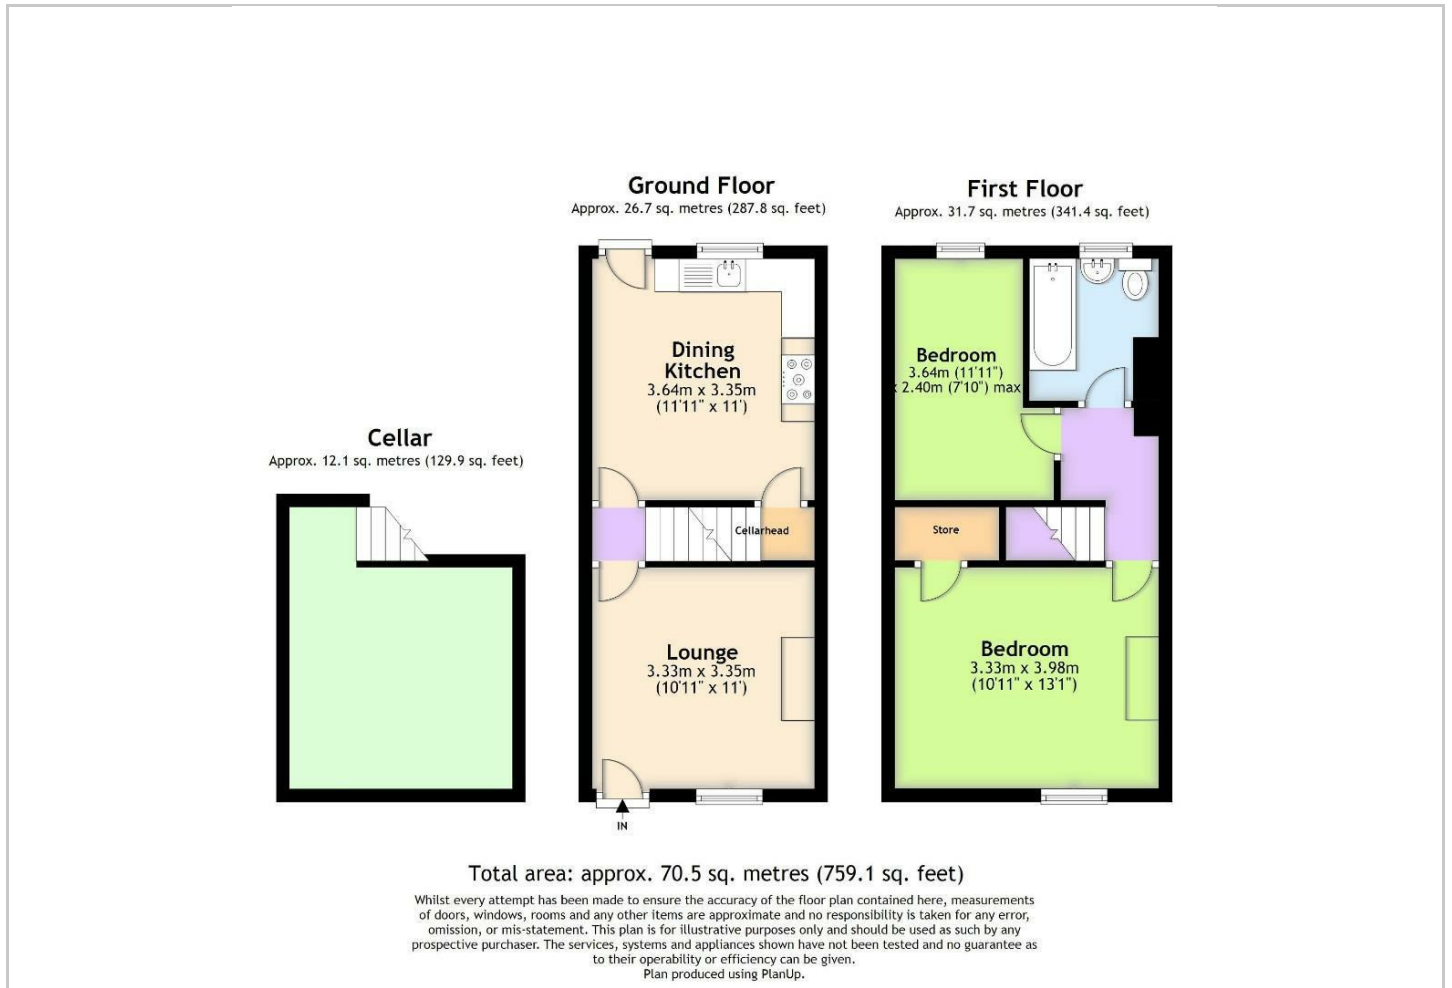 Ground Floor
Approx. 26.7 sq. metres (287.8 sq. feet)
First Floor
Approx. 31.7 sq. metres (341.4 sq. feet)
Dining
Kitchen
3.64m x 3.35m
(11'11" x 11')
Bedroom
3.64m (11'11")
x 2.40m (7'10") max
Cellar
Approx. 12.1 sq. metres (129.9 sq. feet)
Cellarhead
Store
Lounge
3.33m x 3.35m
(10'11" x 11')
Bedroom
3.33m x 3.98m
(10'11" x 13'1")
IN
Total area: approx. 70.5 sq. metres (759.1 sq. feet)
Whilst every attempt has been made to ensure the accuracy of the floor plan contained here, measurements
of doors, windows, rooms and any other items are approximate and no responsibility is taken for any error,
omission, or mis-statement. This plan is for illustrative purposes only and should be used as such by any
prospective purchaser. The services, systems and appliances shown have not been tested and no guarantee as
to their operability or efficiency can be given.
Plan produced using PlanUp.